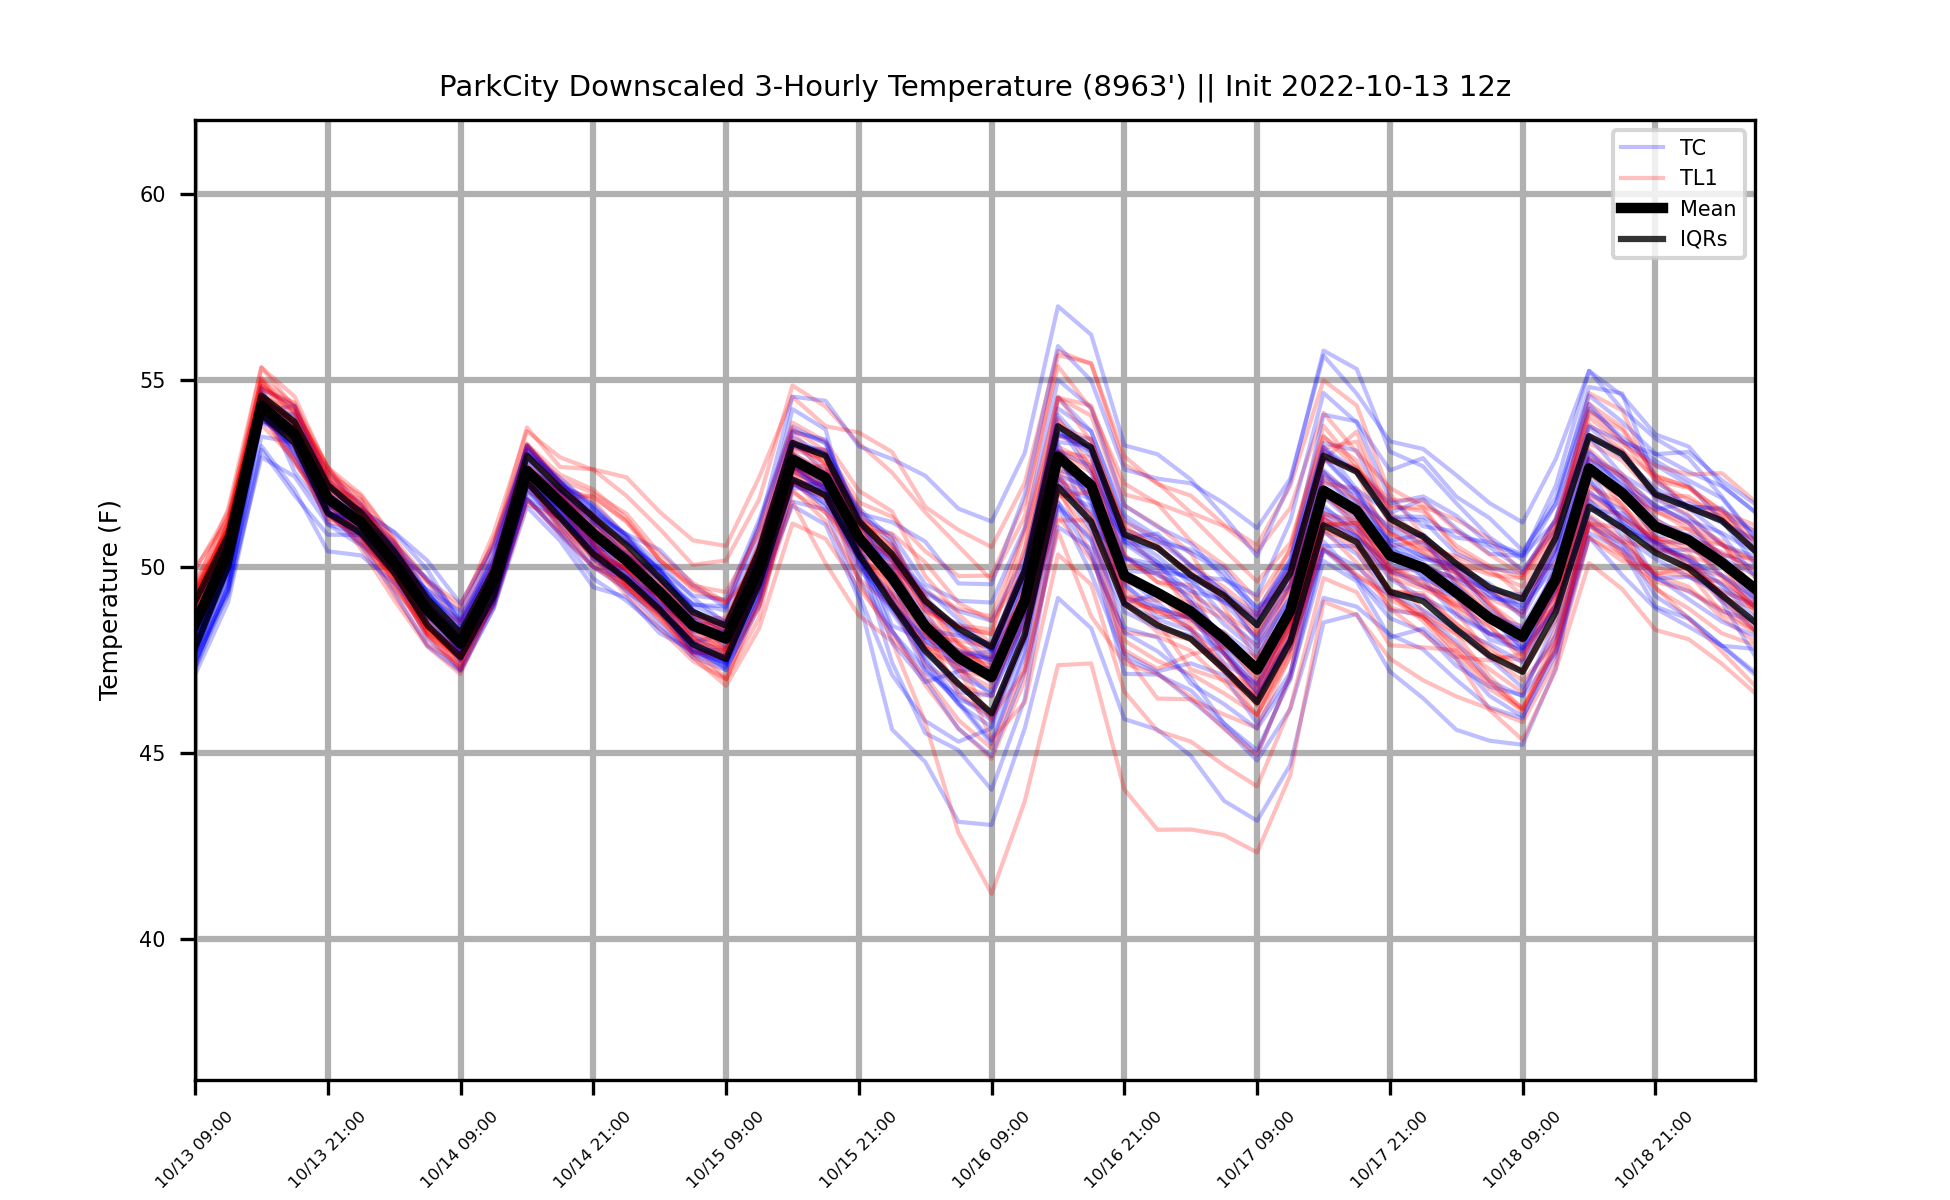 ParkCity Downscaled 3-Hourly Temperature (8963') || Init 2022-10-13 12z
TC
TL1
Mean
IQRs
Temperature (F)
60
55
50
45
40
10/13 09:00
10/13 21:00
10/14 09:00
10/14 21:00
10/15 09:00
10/15 21:00
10/16 09:00
10/16 21:00
10/17 09:00
10/17 21:00
10/18 09:00
10/18 21:00